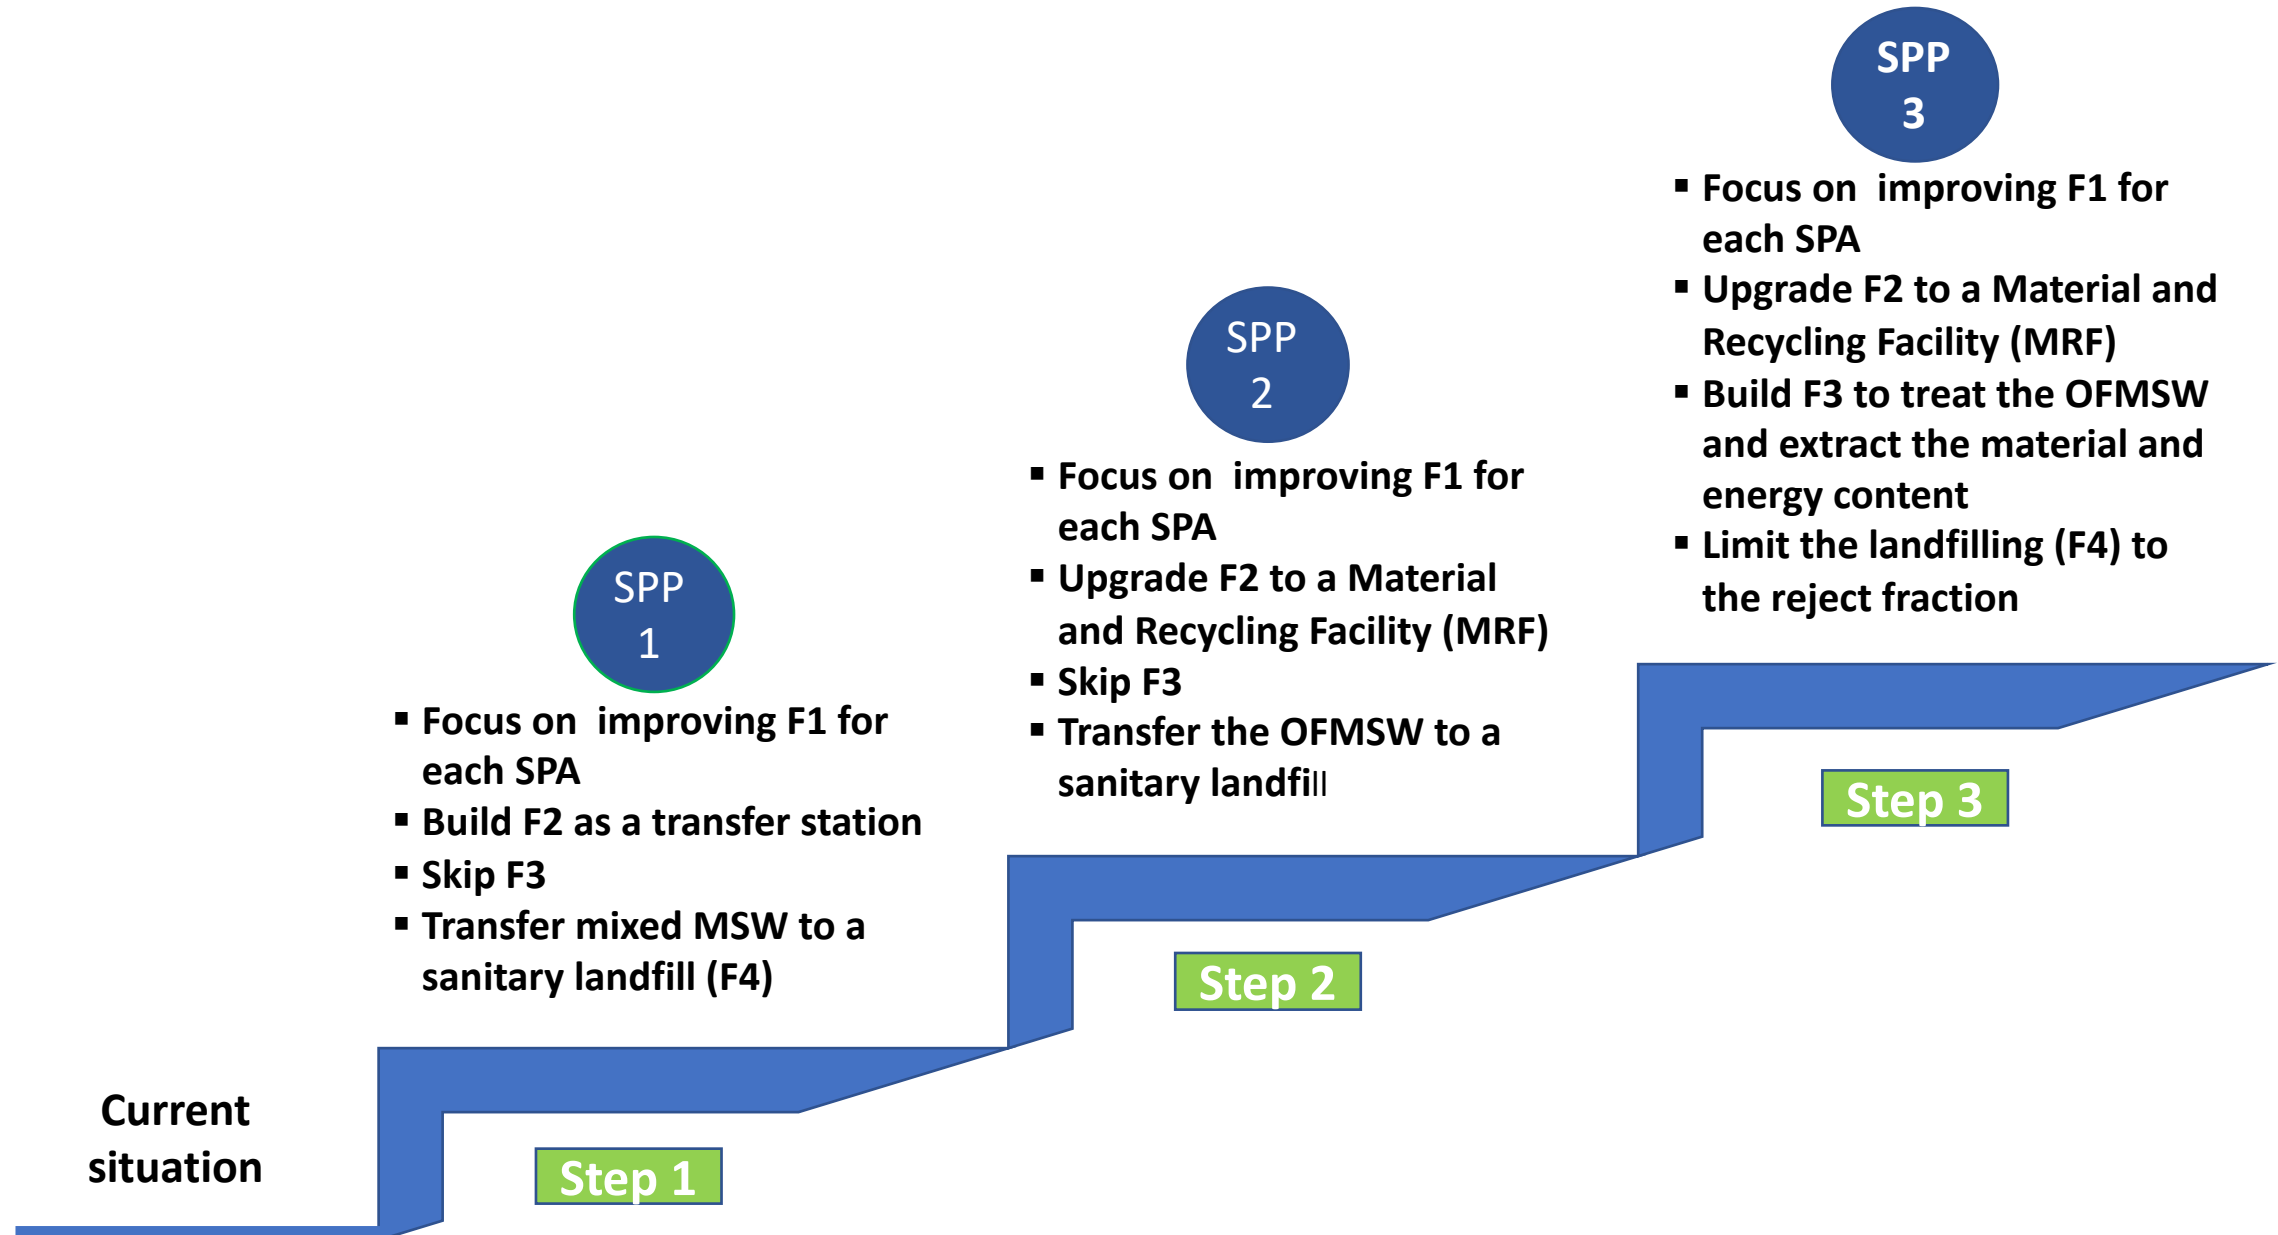 Current
situation
SPP
1
▪ Focus on  improving F1 for
each SPA
▪ Build F2 as a transfer station
▪ Skip F3
▪ Transfer mixed MSW to a
sanitary landfill (F4)
Step 1
SPP
2
▪ Focus on  improving F1 for
each SPA
▪ Upgrade F2 to a Material
and Recycling Facility (MRF)
▪ Skip F3
▪ Transfer the OFMSW to a
sanitary landfill
Step 2
SPP
3
▪ Focus on  improving F1 for
each SPA
▪ Upgrade F2 to a Material and
Recycling Facility (MRF)
▪ Build F3 to treat the OFMSW
and extract the material and
energy content
▪ Limit the landfilling (F4) to
the reject fraction
Step 3